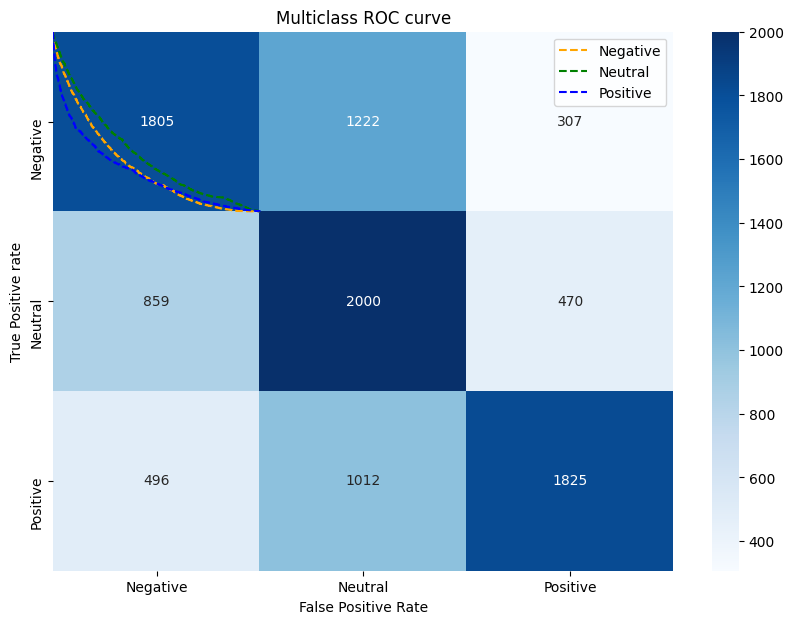 Multiclass ROC curve
Negative
Neutral
Positive
True Positive rate
Negative
Neutral
Positive
1805 1222 307
859 2000 470
496 1012 1825
Negative Neutral Positive
False Positive Rate
2000
1800
1600
1400
1200
1000
800
600
400